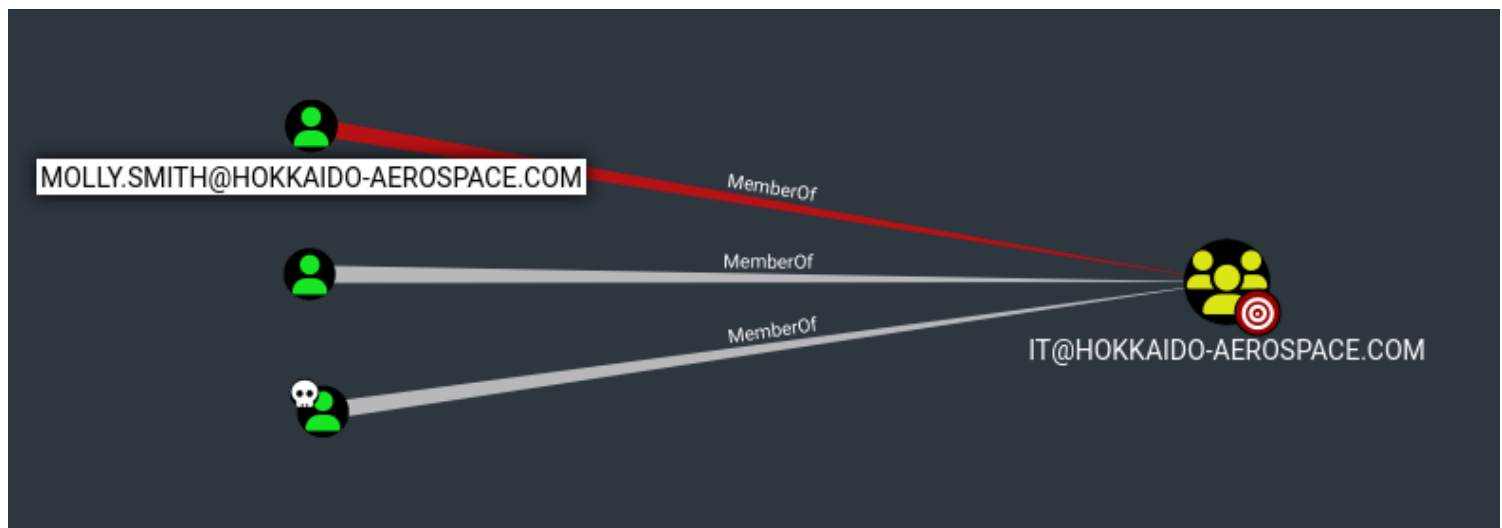 MOLLY.SMITH@HOKKAIDO-AEROSPACE.COM
MemberOf
MemberOf
MemberOf
IT@HOKKAIDO-AEROSPACE.COM